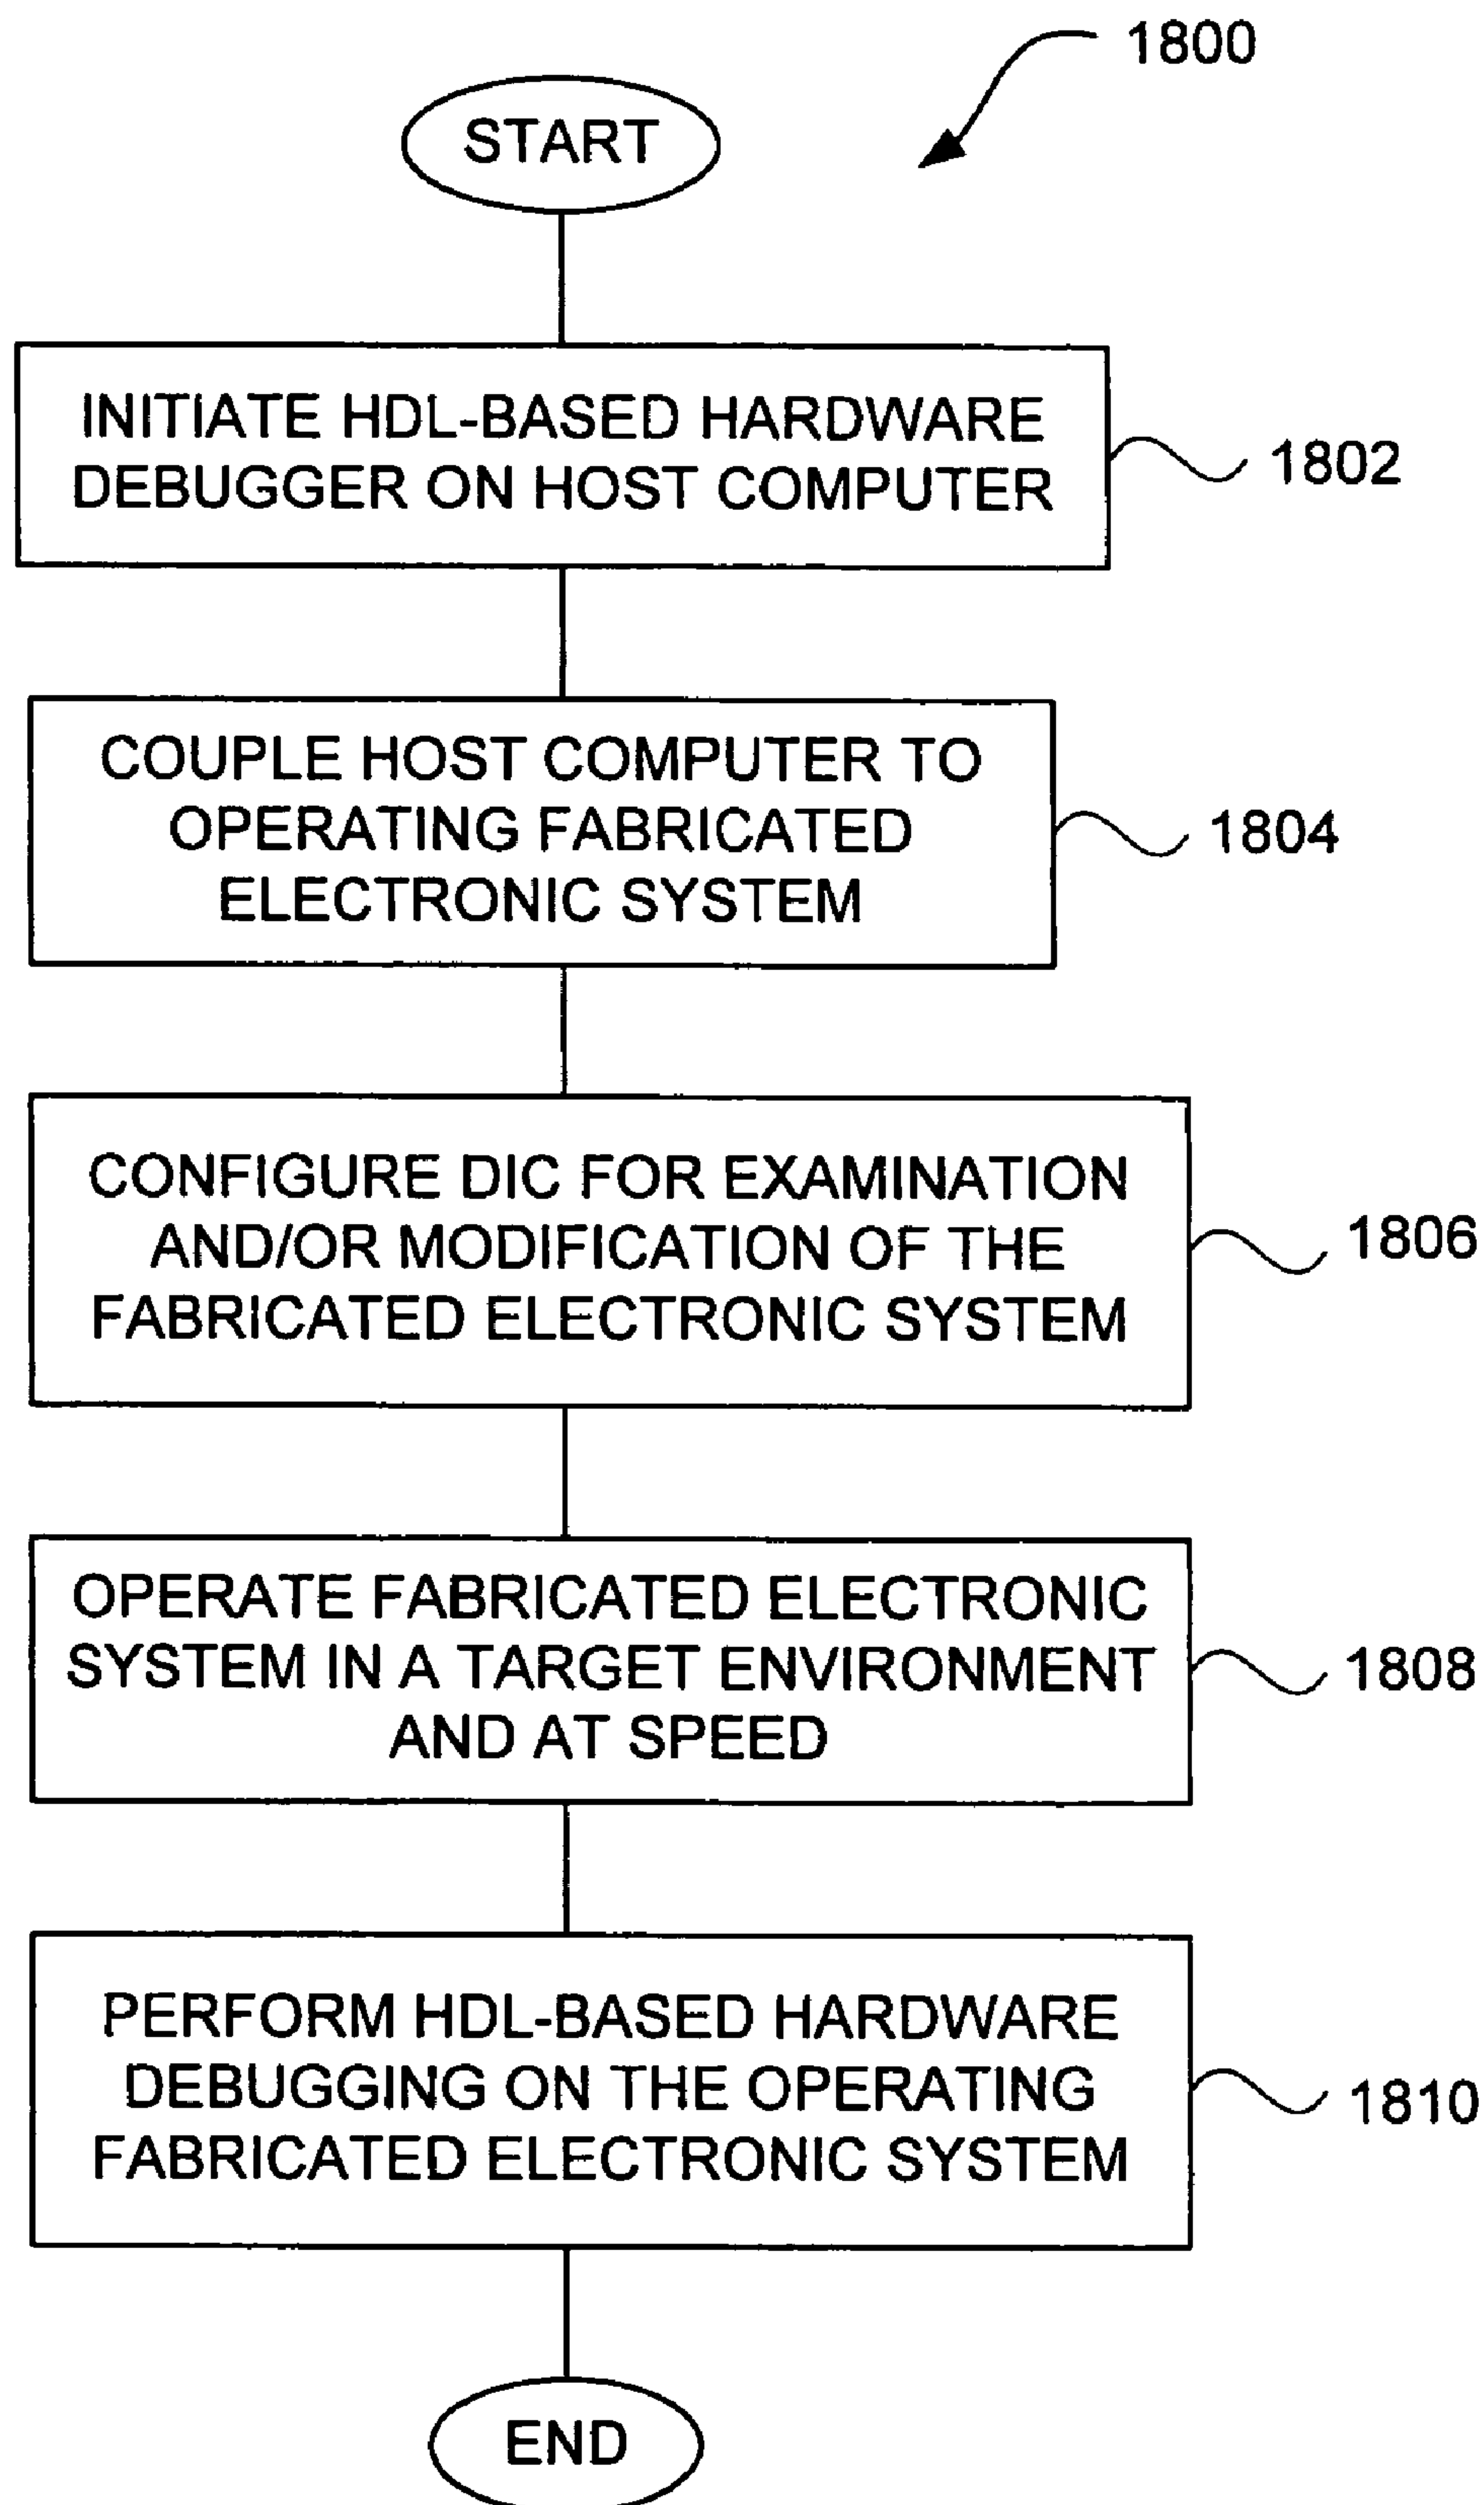 1800
START
INITIATE HDL-BASED HARDWARE
DEBUGGER ON HOST COMPUTER
1802
COUPLE HOST COMPUTER TO
OPERATING FABRICATED
ELECTRONIC SYSTEM
1804
CONFIGURE DIC FOR EXAMINATION
AND/OR MODIFICATION OF THE
FABRICATED ELECTRONIC SYSTEM
1806
OPERATE FABRICATED ELECTRONIC
SYSTEM IN A TARGET ENVIRONMENT
AND AT SPEED
1808
PERFORM HDL-BASED HARDWARE
DEBUGGING ON THE OPERATING
FABRICATED ELECTRONIC SYSTEM
1810
END